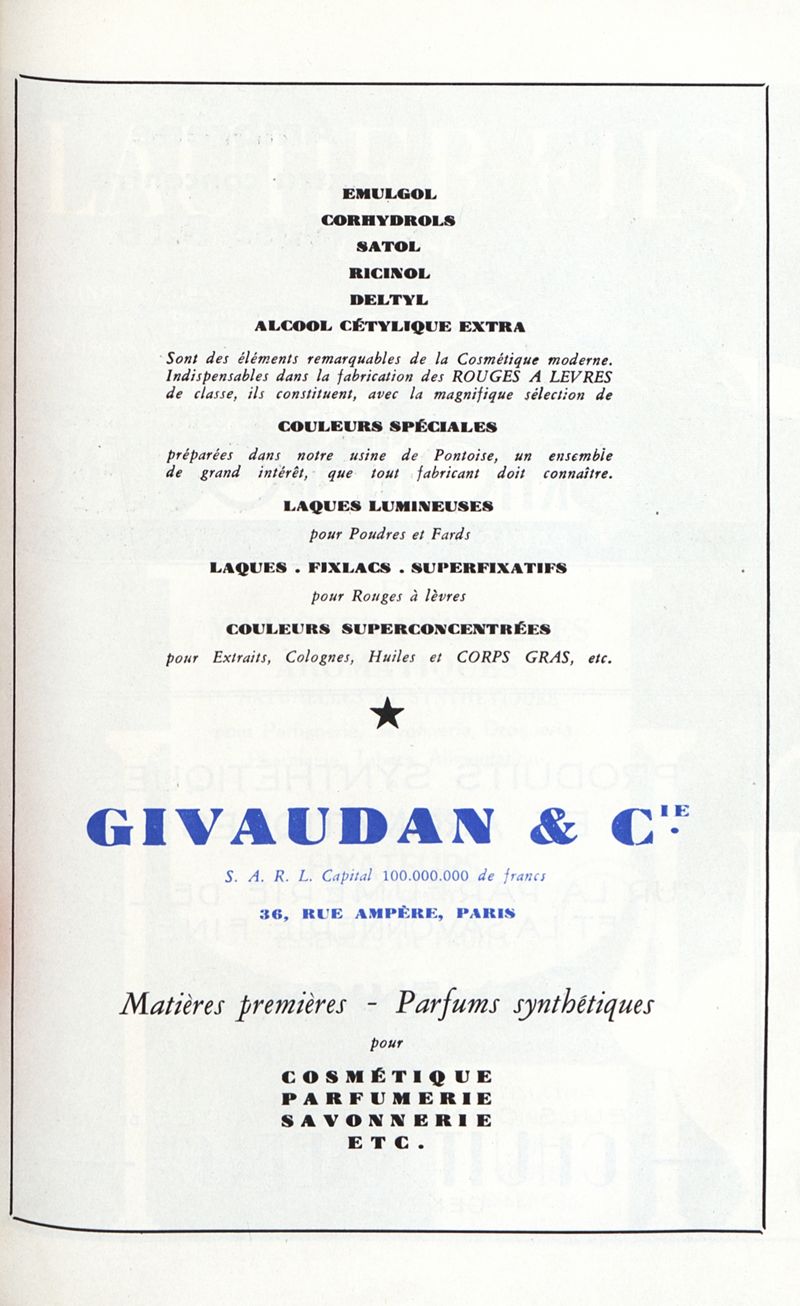 EMULGOL
CORHYDROLS
SATOL
RICINOL
DELTYL
ALCOOL CÉTYLIQUE EXTRA
Sont des éléments remarquables de la Cosmétique moderne.
Indispensables dans la fabrication des ROUGES A LEVRES
de classe, ils constituent, avec la magnifique sélection de
COULEURS SPÉCIALES
préparées dans notre usine de Pontoise, un ensemble
de grand intérêt, que tout fabricant doit connaître.
LAQUES LUMINEUSES
pour Poudres et Fards
LAQUES . FIXLACS . SUPERFIXATIFS
pour Rouges à lèvres
COULEURS SUPERCONCENTRÉES
pour Extraits, Colognes, Huiles et CORPS GRAS, etc.
GIVAUDAN & CIE.
S. A. R. L. Capital 100.000.000 de francs
36, RUE AMPÈRE, PARIS
Matières premières - Parfums synthétiques
pour
COSMÉTIQUE
PARFUMERIE
SAVONNERIE
ETC.